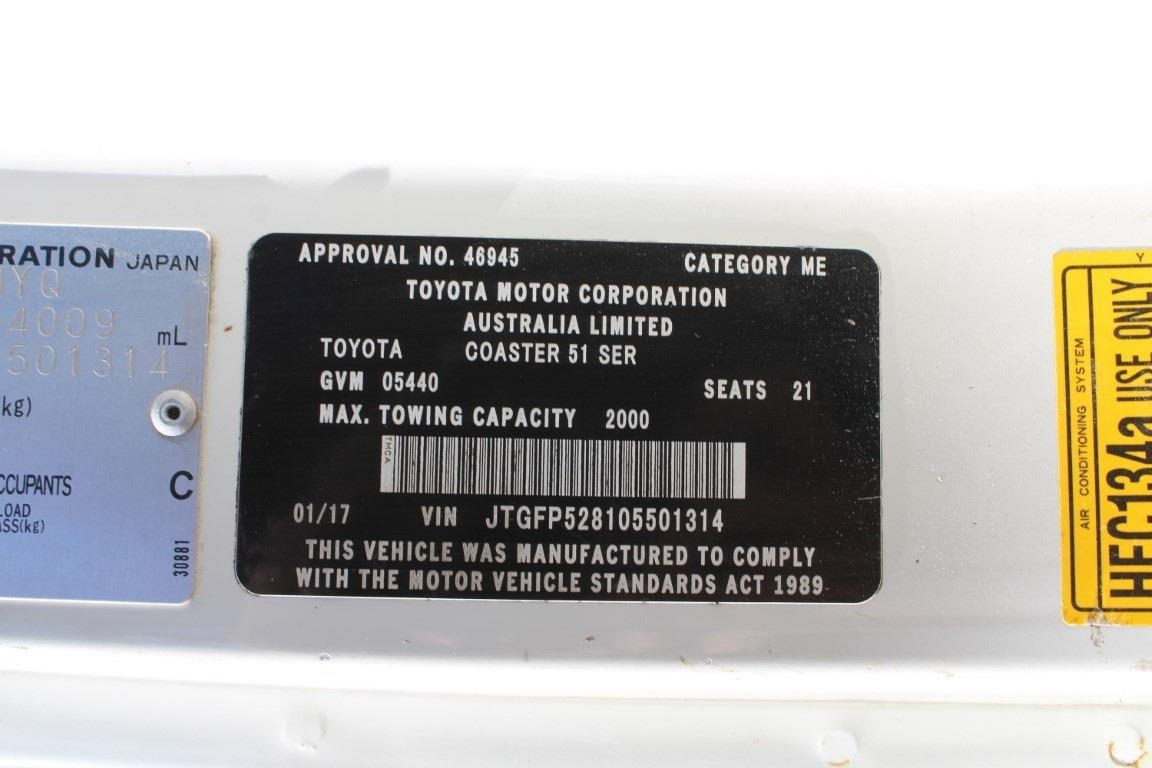 RATION JAPAN
4009 mL
501314
kg)
CCUPANTS C
LOAD
ASS(kg)
30881
APPROVAL NO. 46945 CATEGORY ME
TOYOTA MOTOR CORPORATION
AUSTRALIA LIMITED
TOYOTA COASTER 51 SER
GVM 05440 SEATS 21
MAX. TOWING CAPACITY 2000
TMCA
01/17 VIN JTGFP528105501314
THIS VEHICLE WAS MANUFACTURED TO COMPLY
WITH THE MOTOR VEHICLE STANDARDS ACT 1989
AIR CONDITIONING SYSTEM
HFC134a USE ONLY